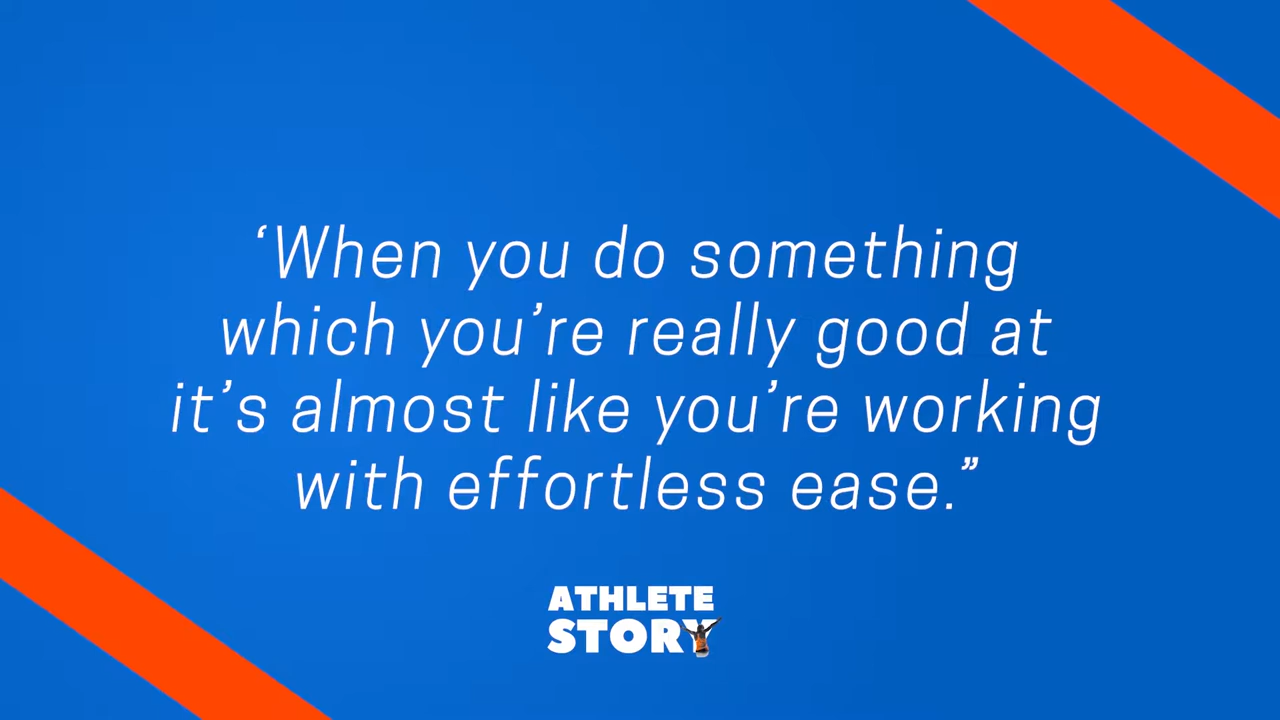 ‘When you do something
which you’re really good at
it’s almost like you’re working
with effortless ease.”
ATHLETE
STORY